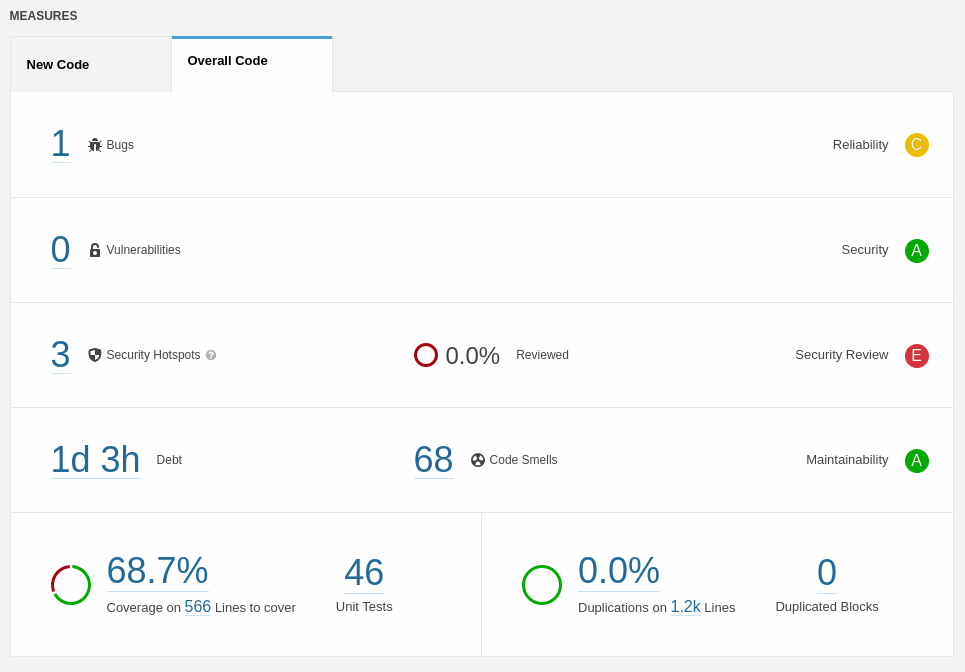 MEASURES
New Code
Overall Code
1 Bugs
Reliability C
0 Vulnerabilities
Security A
3 Security Hotspots ?
0.0% Reviewed
Security Review E
1d 3h Debt
68 Code Smells
Maintainability A
68.7%
Coverage on 566 Lines to cover
46
Unit Tests
0.0%
Duplications on 1.2k Lines
0
Duplicated Blocks